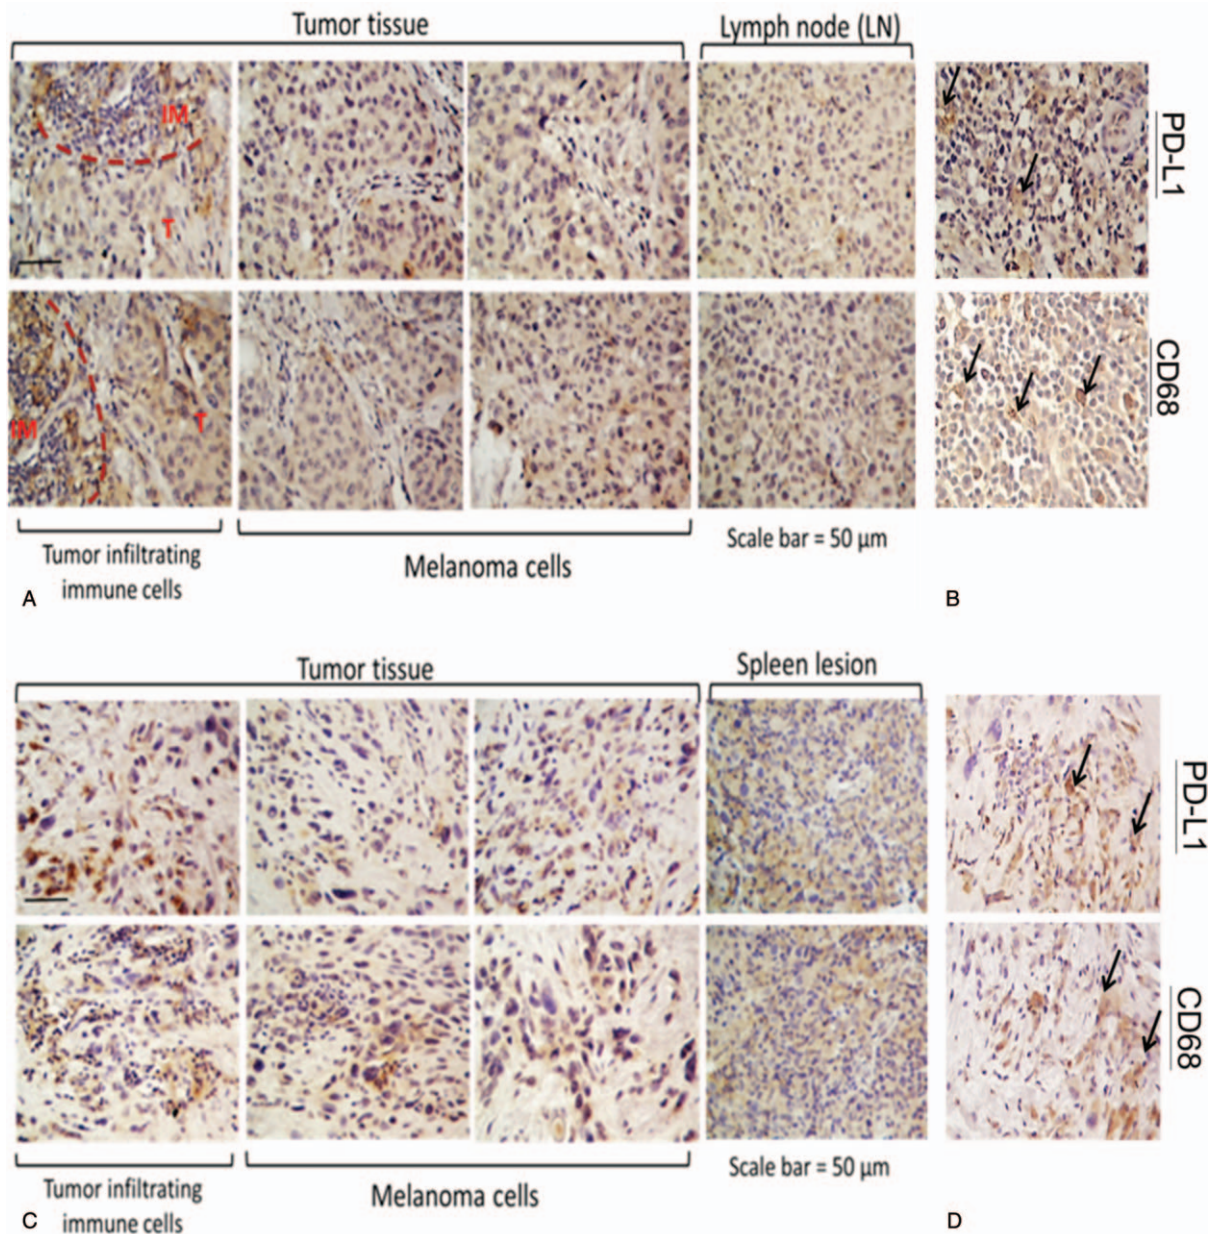 Tumor tissue
Lymph node (LN)
IM
T
PD-L1
IM
T
CD68
Tumor infiltrating
immune cells
Melanoma cells
Scale bar = 50 µm
A
B
Tumor tissue
Spleen lesion
PD-L1
CD68
Tumor infiltrating
immune cells
Melanoma cells
Scale bar = 50 µm
C
D